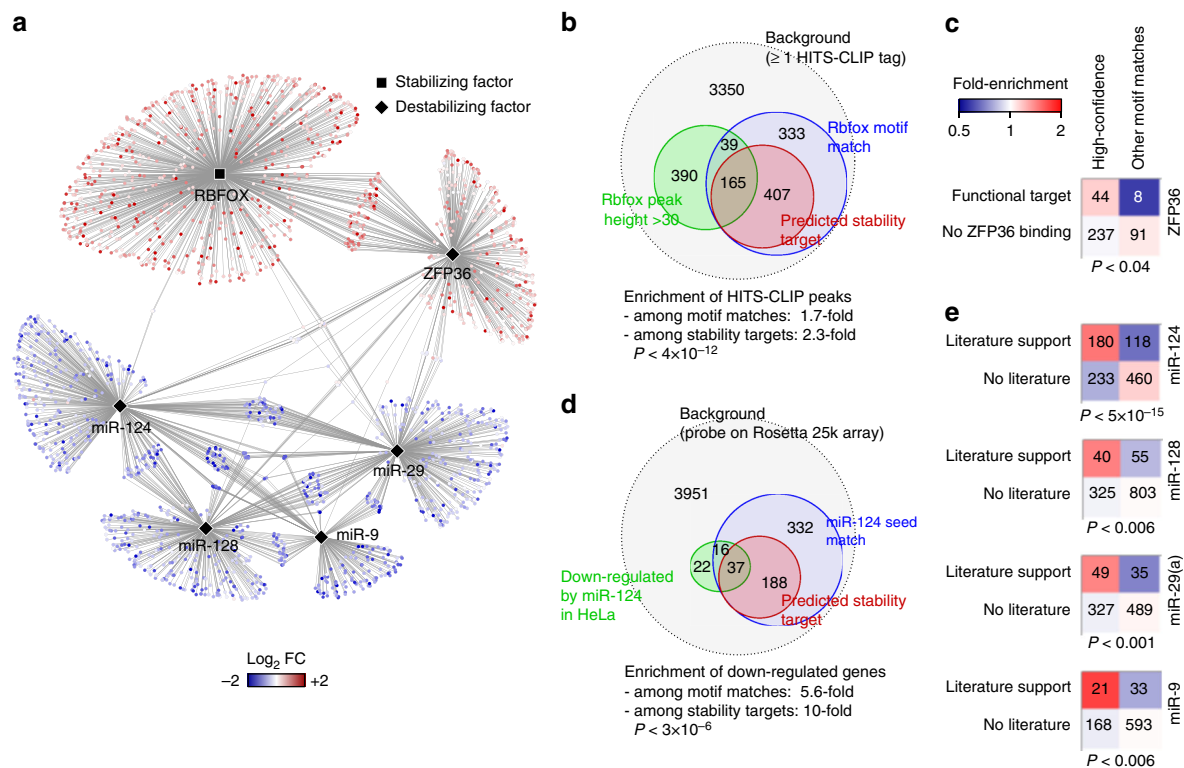 a
Stabilizing factor
Destabilizing factor
RBFOX
ZFP36
miR-124
miR-29
miR-128
miR-9
Log2 FC
–2
+2
b
Background
(≥ 1 HITS-CLIP tag)
3350
333
Rbfox motif
match
39
390
165
407
Rbfox peak
height >30
Predicted stability
target
Enrichment of HITS-CLIP peaks
- among motif matches: 1.7-fold
- among stability targets: 2.3-fold
P < 4×10–12
c
Fold-enrichment
0.5
1
2
High-confidence
Other motif matches
Functional target
44
8
No ZFP36 binding
237
91
ZFP36
P < 0.04
d
Background
(probe on Rosetta 25k array)
3951
332
miR-124 seed
match
16
22
37
188
Down-regulated
by miR-124
in HeLa
Predicted stability
target
Enrichment of down-regulated genes
- among motif matches: 5.6-fold
- among stability targets: 10-fold
P < 3×10–6
e
Literature support
180
118
No literature
233
460
miR-124
P < 5×10–15
Literature support
40
55
No literature
325
803
miR-128
P < 0.006
Literature support
49
35
No literature
327
489
miR-29(a)
P < 0.001
Literature support
21
33
No literature
168
593
miR-9
P < 0.006